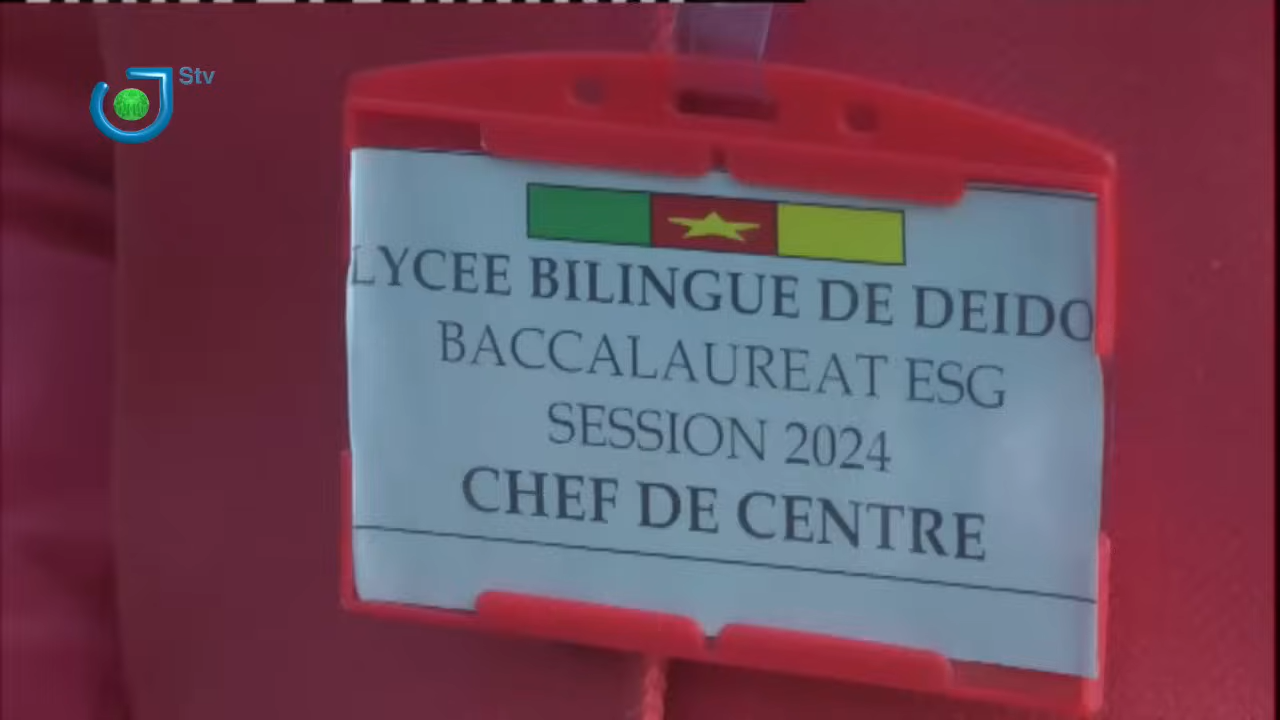 Stv
LYCEE BILINGUE DE DEIDO
BACCALAUREAT ESG
SESSION 2024
CHEF DE CENTRE